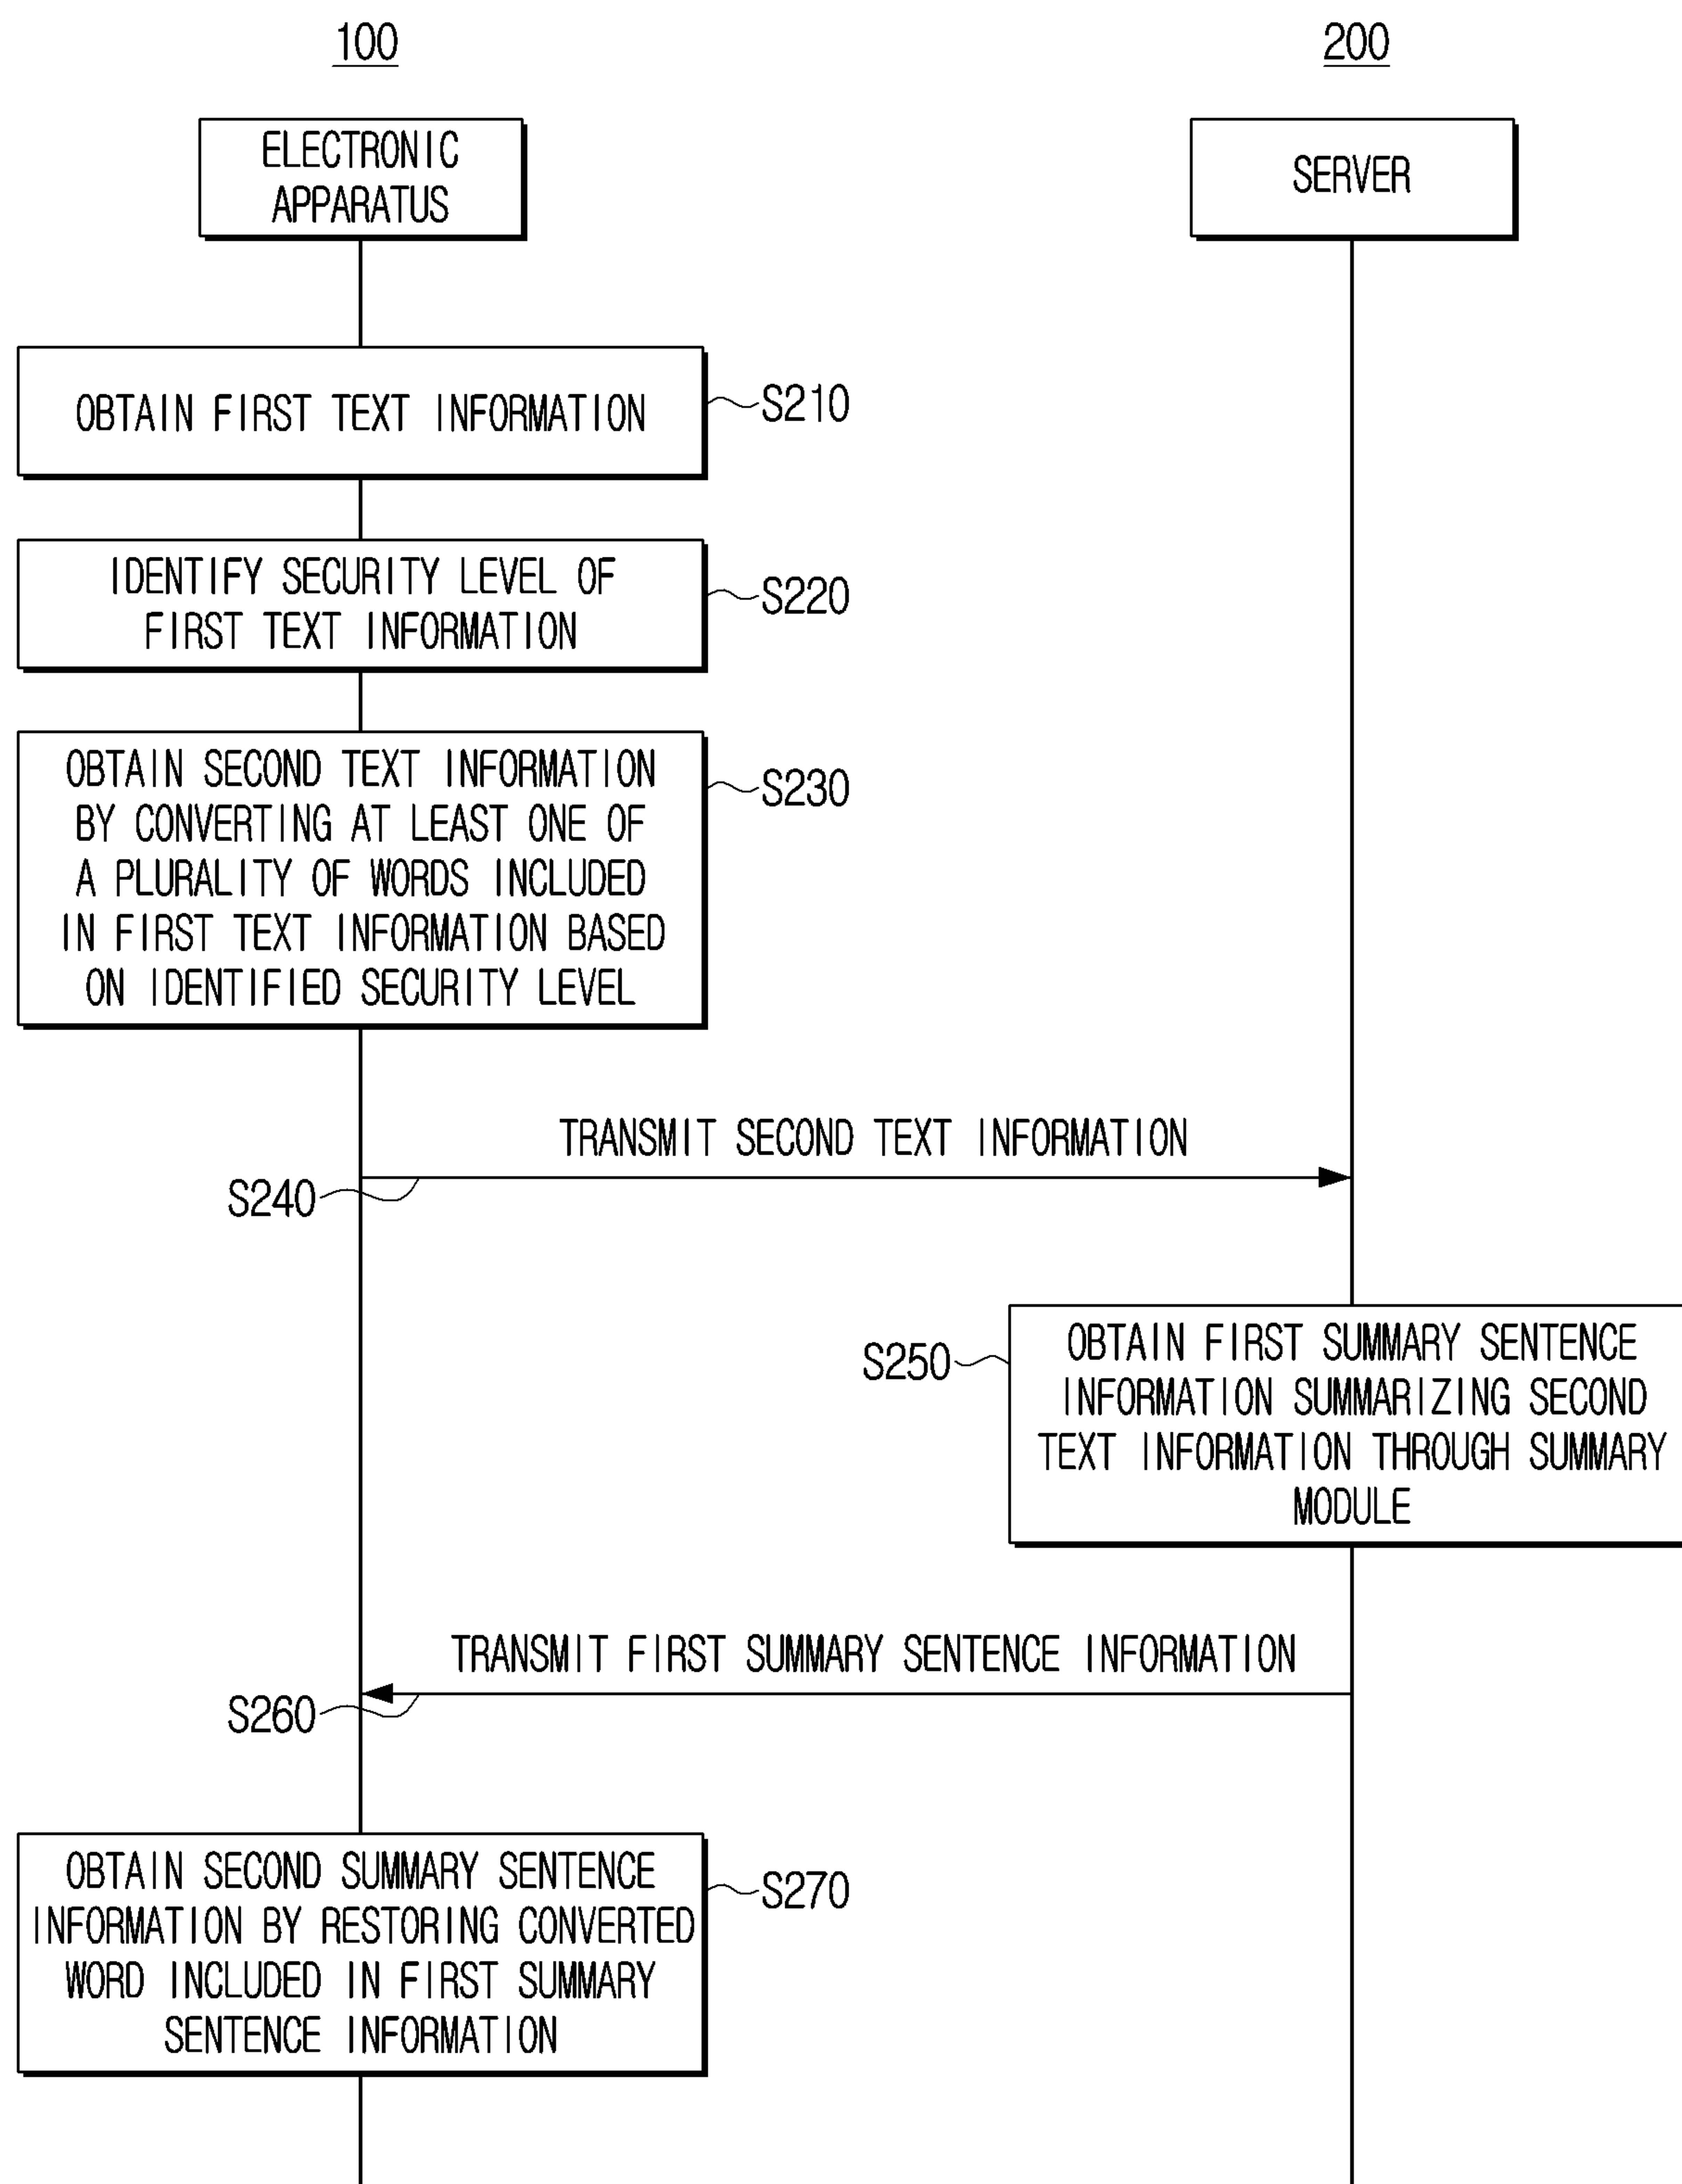 100
200
ELECTRONIC
APPARATUS
SERVER
OBTAIN FIRST TEXT INFORMATION
S210
IDENTIFY SECURITY LEVEL OF
FIRST TEXT INFORMATION
S220
OBTAIN SECOND TEXT INFORMATION
BY CONVERTING AT LEAST ONE OF
A PLURALITY OF WORDS INCLUDED
IN FIRST TEXT INFORMATION BASED
ON IDENTIFIED SECURITY LEVEL
S230
TRANSMIT SECOND TEXT INFORMATION
S240
S250
OBTAIN FIRST SUMMARY SENTENCE
INFORMATION SUMMARIZING SECOND
TEXT INFORMATION THROUGH SUMMARY
MODULE
TRANSMIT FIRST SUMMARY SENTENCE INFORMATION
S260
OBTAIN SECOND SUMMARY SENTENCE
INFORMATION BY RESTORING CONVERTED
WORD INCLUDED IN FIRST SUMMARY
SENTENCE INFORMATION
S270